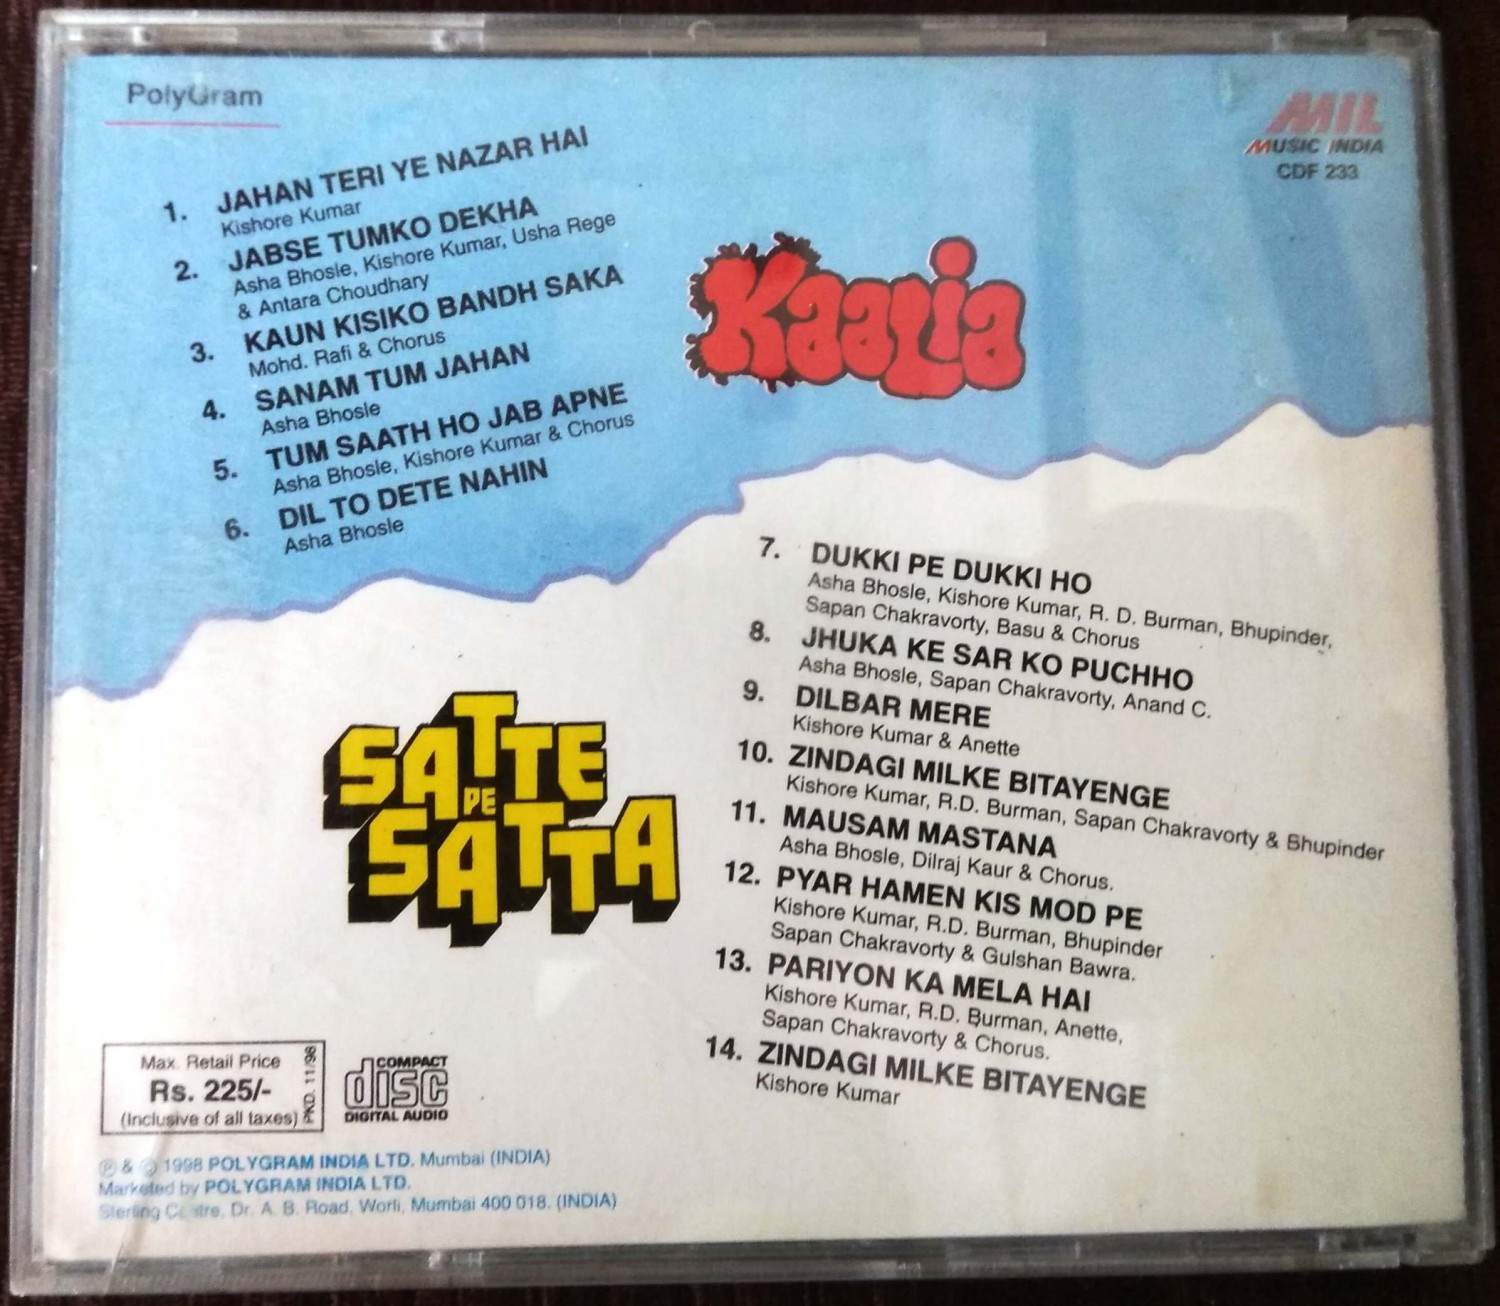 PolyGram
MIL
MUSIC INDIA
CDF 233
1. JAHAN TERI YE NAZAR HAI
Kishore Kumar
2. JABSE TUMKO DEKHA
Asha Bhosle, Kishore Kumar, Usha Rege
& Antara Choudhary
3. KAUN KISIKO BANDH SAKA
Mohd. Rafi & Chorus
4. SANAM TUM JAHAN
Asha Bhosle
5. TUM SAATH HO JAB APNE
Asha Bhosle, Kishore Kumar & Chorus
6. DIL TO DETE NAHIN
Asha Bhosle
Kaalia
7. DUKKI PE DUKKI HO
Asha Bhosle, Kishore Kumar, R. D. Burman, Bhupinder,
Sapan Chakravorty, Basu & Chorus
8. JHUKA KE SAR KO PUCHHO
Asha Bhosle, Sapan Chakravorty, Anand C.
9. DILBAR MERE
Kishore Kumar & Anette
10. ZINDAGI MILKE BITAYENGE
Kishore Kumar, R.D. Burman, Sapan Chakravorty & Bhupinder
11. MAUSAM MASTANA
Asha Bhosle, Dilraj Kaur & Chorus.
12. PYAR HAMEN KIS MOD PE
Kishore Kumar, R.D. Burman, Bhupinder
Sapan Chakravorty & Gulshan Bawra.
13. PARIYON KA MELA HAI
Kishore Kumar, R.D. Burman, Anette,
Sapan Chakravorty & Chorus.
14. ZINDAGI MILKE BITAYENGE
Kishore Kumar
SATTE
PE
SATTA
Max. Retail Price
Rs. 225/-
(Inclusive of all taxes)
PKD. 11/98
COMPACT
disc
DIGITAL AUDIO
℗ & © 1998 POLYGRAM INDIA LTD. Mumbai (INDIA)
Marketed by POLYGRAM INDIA LTD.
Sterling Centre, Dr. A. B. Road, Worli, Mumbai 400 018. (INDIA)